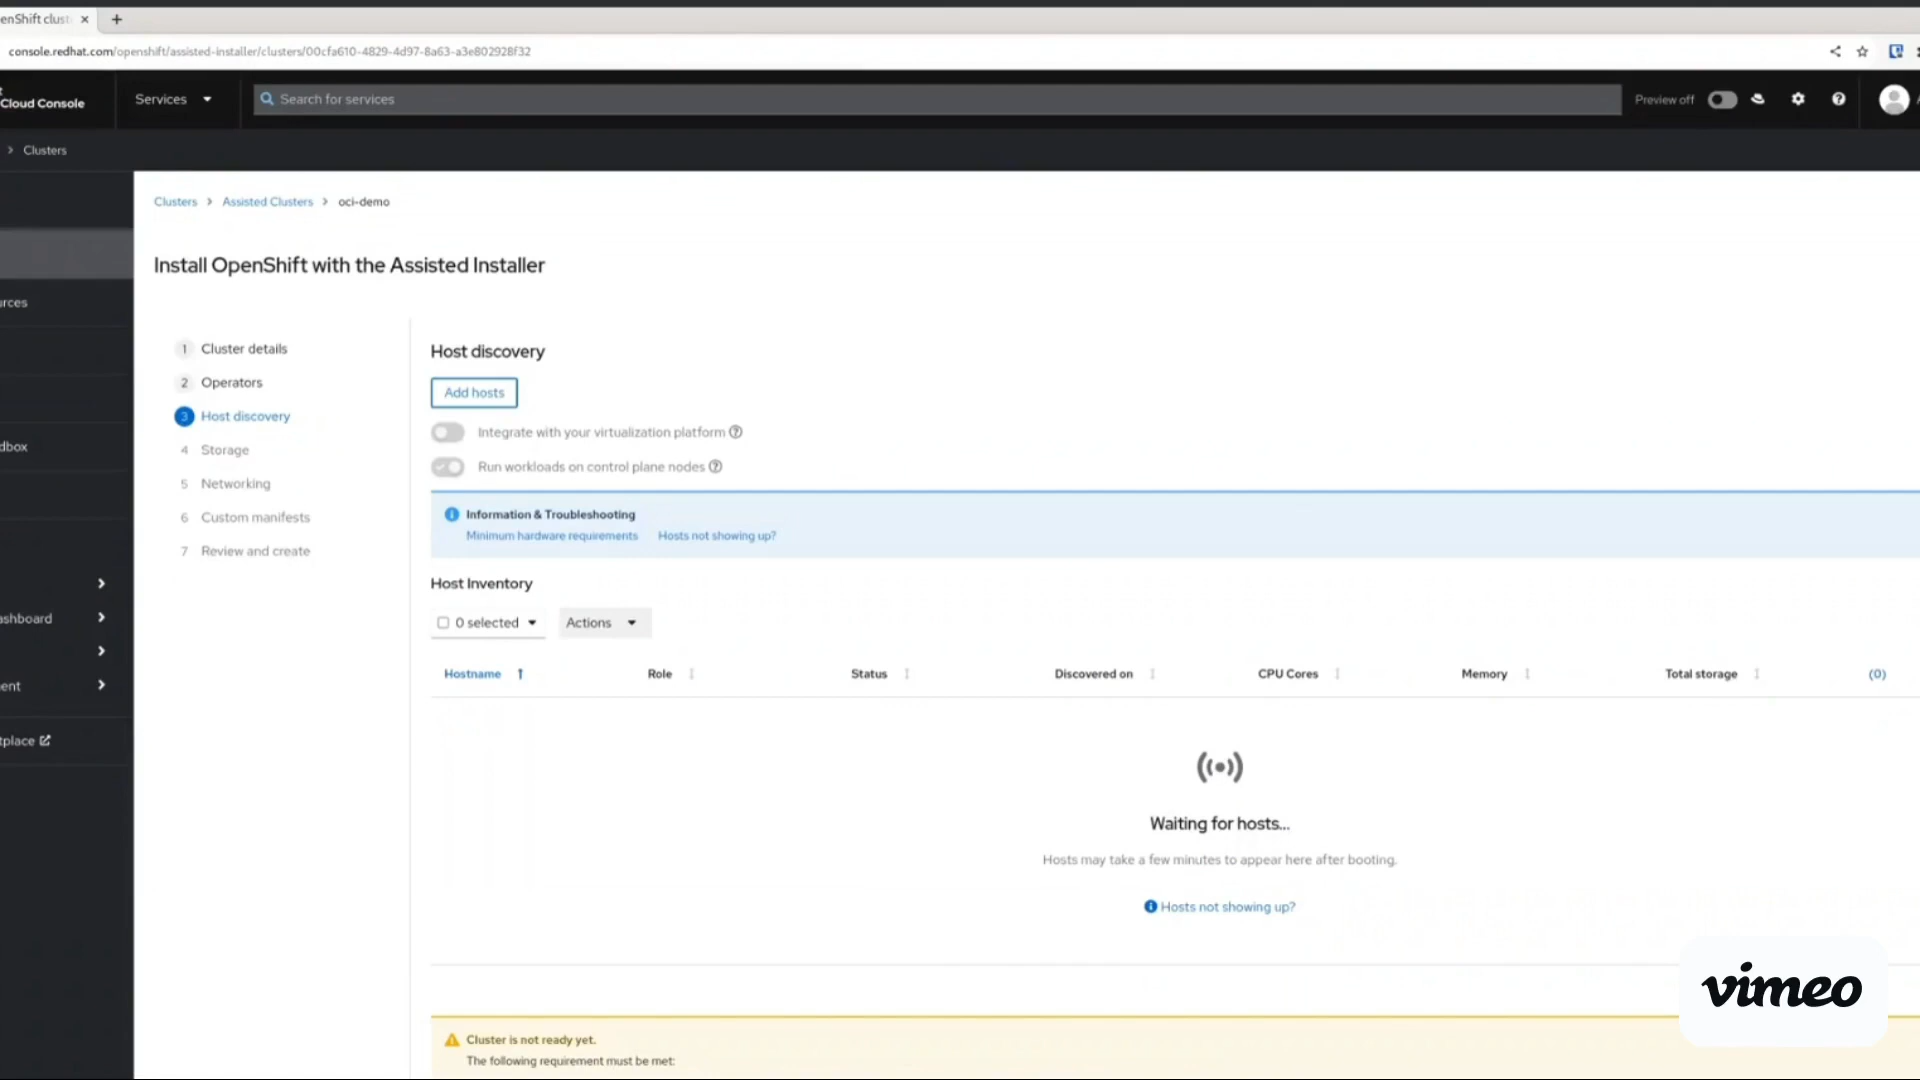 enShift clust
console.redhat.com/openshift/assisted-installer/clusters/00cfa610-4829-4d97-8a63-a3e802928f32
Cloud Console
Services
Search for services
Preview off
Clusters
Clusters > Assisted Clusters > oci-demo
Install OpenShift with the Assisted Installer
urces
dbox
ashboard
ent
tplace
1 Cluster details
2 Operators
3 Host discovery
4 Storage
5 Networking
6 Custom manifests
7 Review and create
Host discovery
Add hosts
Integrate with your virtualization platform
Run workloads on control plane nodes
Information & Troubleshooting
Minimum hardware requirements Hosts not showing up?
Host Inventory
0 selected Actions
Hostname Role Status Discovered on CPU Cores Memory Total storage (0)
Waiting for hosts...
Hosts may take a few minutes to appear here after booting.
Hosts not showing up?
vimeo
Cluster is not ready yet.
The following requirement must be met: